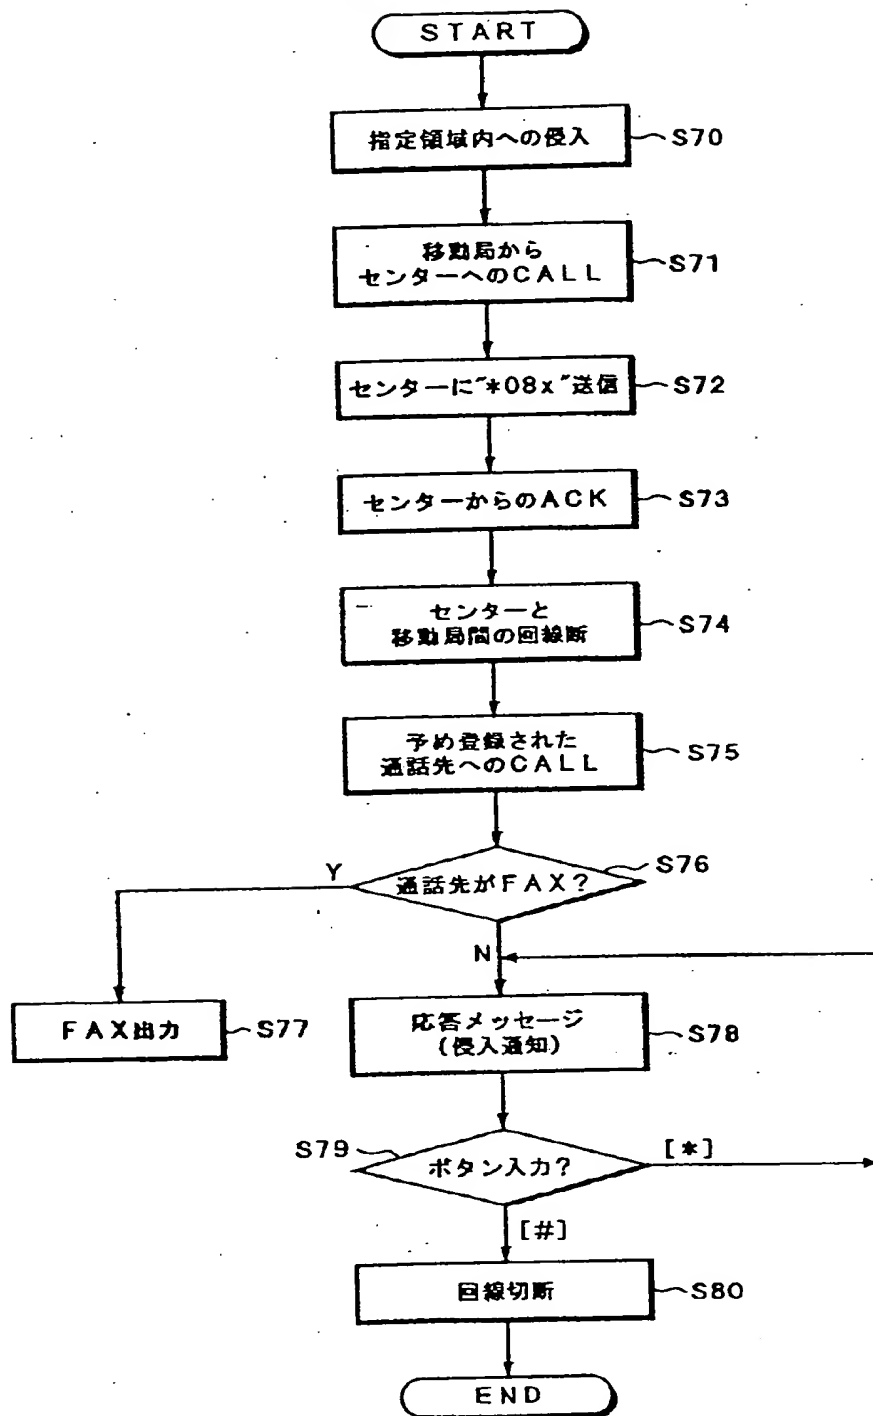 START
指定領域内への侵入
S70
移動局から
センターへのCALL
S71
センターに"*08x"送信
S72
センターからのACK
S73
センターと
移動局間の回線断
S74
予め登録された
通話先へのCALL
S75
通話先がFAX?
S76
Y
N
FAX出力
S77
応答メッセージ
(侵入通知)
S78
S79
ボタン入力?
[*]
[#]
回線切断
S80
END